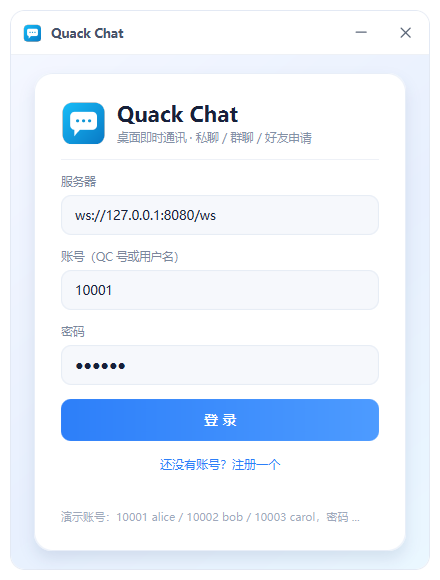 Quack Chat
Quack Chat
桌面即时通讯 · 私聊 / 群聊 / 好友申请
服务器
ws://127.0.0.1:8080/ws
账号（QC 号或用户名）
10001
密码
●●●●●●
登 录
还没有账号？注册一个
演示账号：10001 alice / 10002 bob / 10003 carol，密码 ...